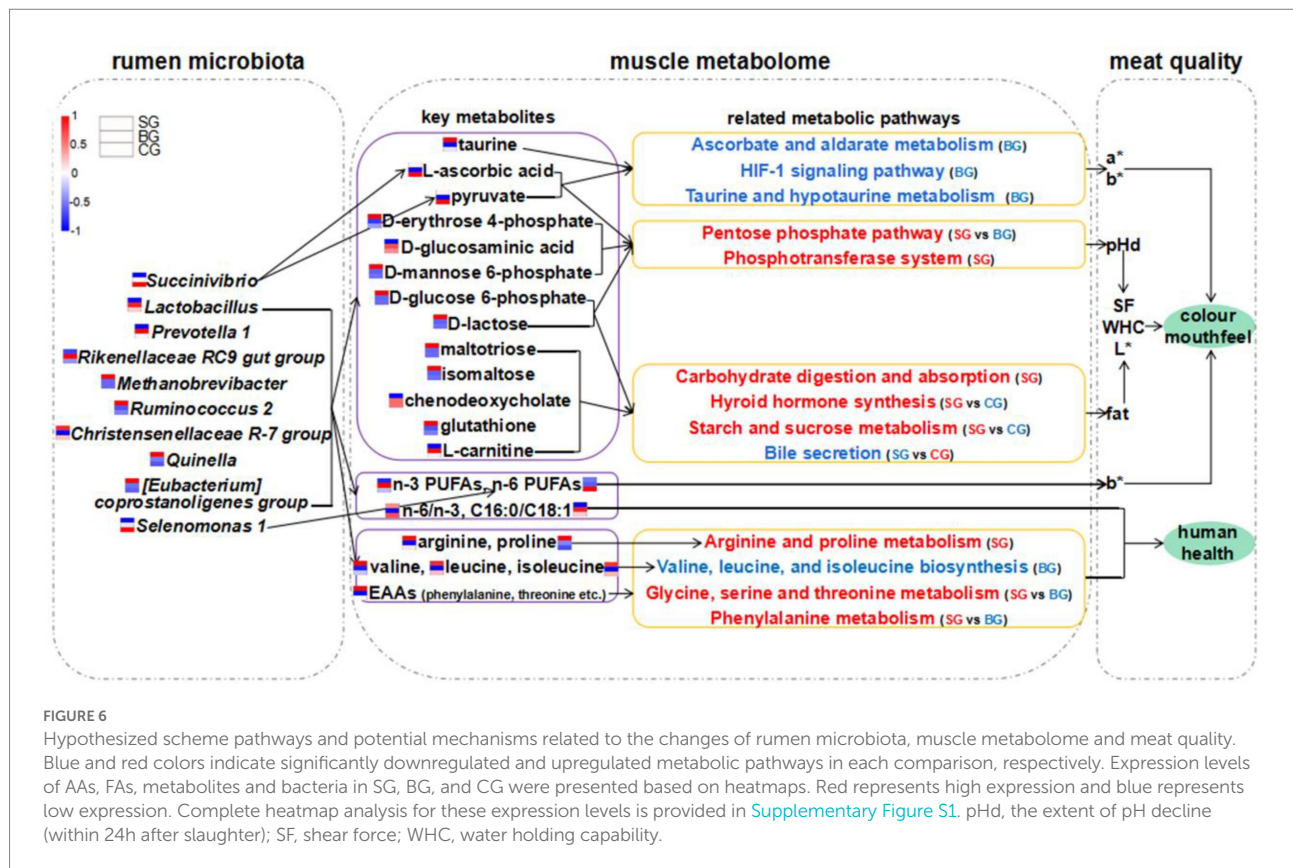 rumen microbiota
muscle metabolome
meat quality
1
0.5
0
-0.5
-1
SG
BG
CG
Succinivibrio
Lactobacillus
Prevotella 1
Rikenellaceae RC9 gut group
Methanobrevibacter
Ruminococcus 2
Christensenellaceae R-7 group
Quinella
[Eubacterium]
coprostanoligenes group
Selenomonas 1
key metabolites
taurine
L-ascorbic acid
pyruvate
D-erythrose 4-phosphate
D-glucosaminic acid
D-mannose 6-phosphate
D-glucose 6-phosphate
D-lactose
maltotriose
isomaltose
chenodeoxycholate
glutathione
L-carnitine
n-3 PUFAs, n-6 PUFAs
n-6/n-3, C16:0/C18:1
arginine, proline
valine, leucine, isoleucine
EAAs (phenylalanine, threonine etc.)
related metabolic pathways
Ascorbate and aldarate metabolism (BG)
HIF-1 signaling pathway (BG)
Taurine and hypotaurine metabolism (BG)
Pentose phosphate pathway (SG vs BG)
Phosphotransferase system (SG)
Carbohydrate digestion and absorption (SG)
Hyroid hormone synthesis (SG vs CG)
Starch and sucrose metabolism (SG vs CG)
Bile secretion (SG vs CG)
Arginine and proline metabolism (SG)
Valine, leucine, and isoleucine biosynthesis (BG)
Glycine, serine and threonine metabolism (SG vs BG)
Phenylalanine metabolism (SG vs BG)
a*
b*
pHd
SF
WHC
L*
fat
b*
colour
mouthfeel
human
health
FIGURE 6
Hypothesized scheme pathways and potential mechanisms related to the changes of rumen microbiota, muscle metabolome and meat quality.
Blue and red colors indicate significantly downregulated and upregulated metabolic pathways in each comparison, respectively. Expression levels
of AAs, FAs, metabolites and bacteria in SG, BG, and CG were presented based on heatmaps. Red represents high expression and blue represents
low expression. Complete heatmap analysis for these expression levels is provided in Supplementary Figure S1. pHd, the extent of pH decline
(within 24h after slaughter); SF, shear force; WHC, water holding capability.